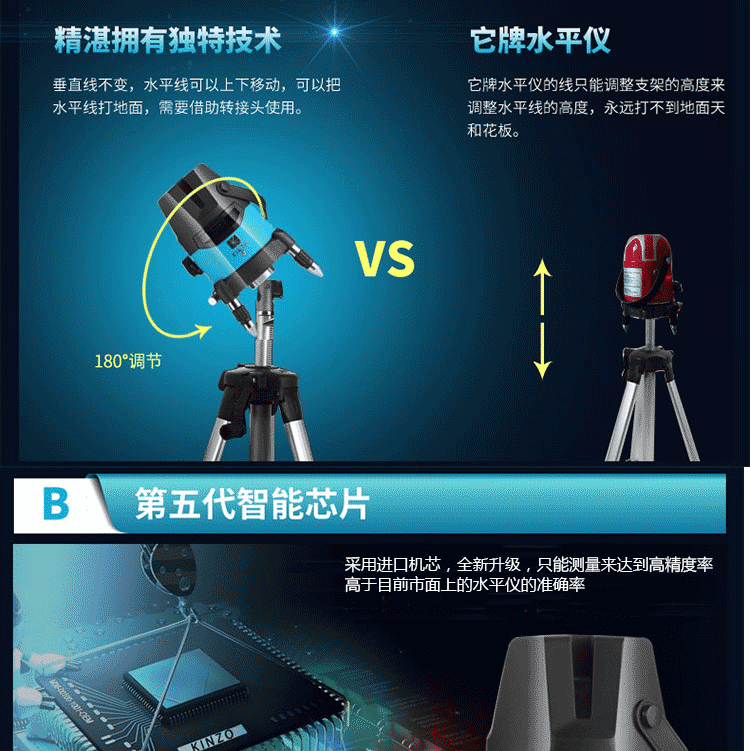 精湛拥有独特技术
垂直线不变，水平线可以上下移动，可以把
水平线打地面，需要借助转接头使用。
它牌水平仪
它牌水平仪的线只能调整支架的高度来
调整水平线的高度，永远打不到地面天
和花板。
VS
180°调节
B
第五代智能芯片
采用进口机芯，全新升级，只能测量来达到高精度率
高于目前市面上的水平仪的准确率
KINZO